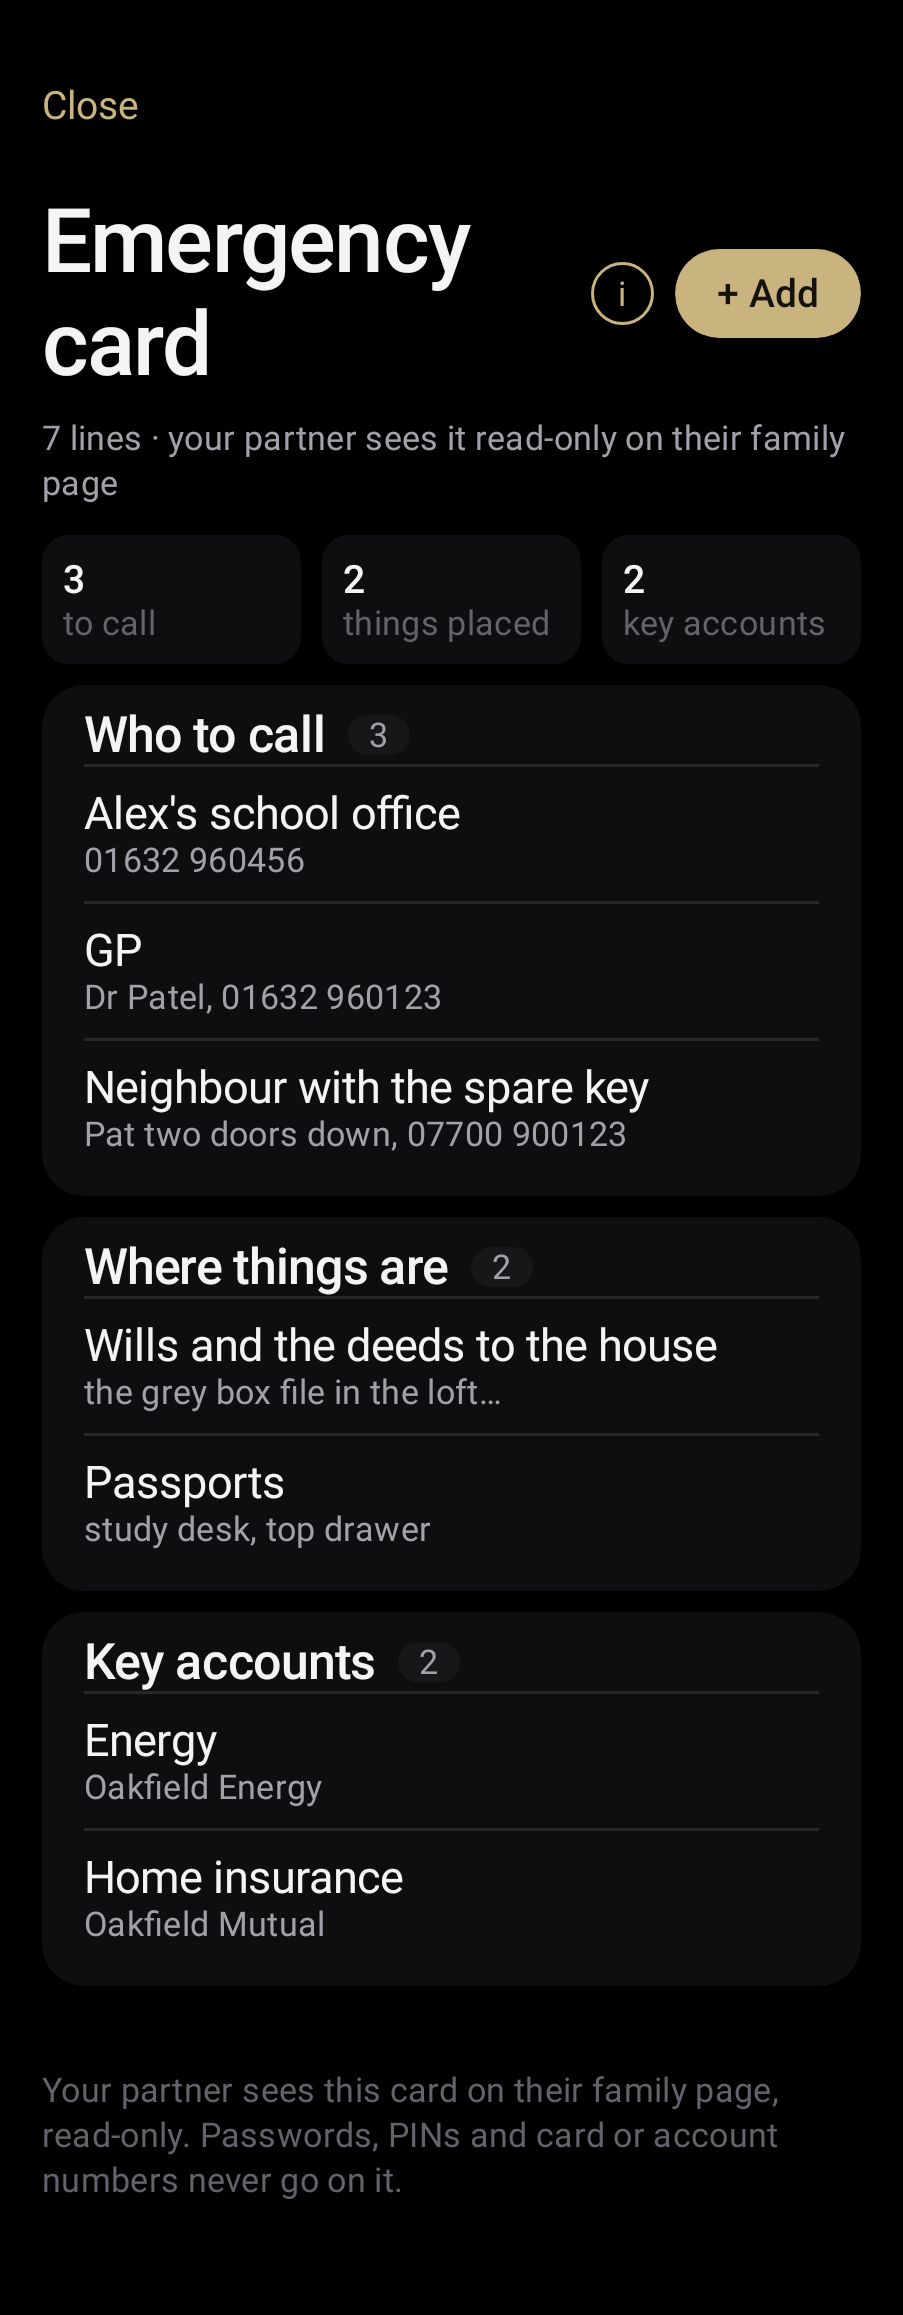 Close
Emergency
card
i
+ Add
7 lines · your partner sees it read-only on their family
page
3
to call
2
things placed
2
key accounts
Who to call 3
Alex's school office
01632 960456
GP
Dr Patel, 01632 960123
Neighbour with the spare key
Pat two doors down, 07700 900123
Where things are 2
Wills and the deeds to the house
the grey box file in the loft…
Passports
study desk, top drawer
Key accounts 2
Energy
Oakfield Energy
Home insurance
Oakfield Mutual
Your partner sees this card on their family page,
read-only. Passwords, PINs and card or account
numbers never go on it.